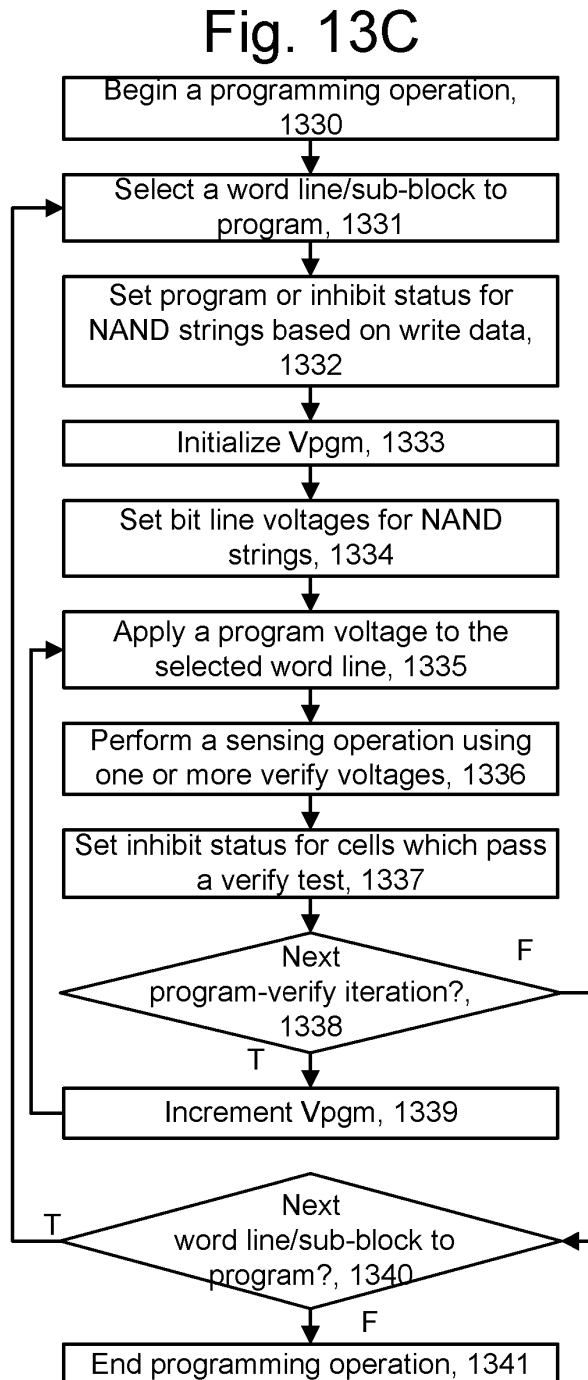 Fig. 13C
Begin a programming operation,
1330
Select a word line/sub-block to
program, 1331
Set program or inhibit status for
NAND strings based on write data,
1332
Initialize Vpgm, 1333
Set bit line voltages for NAND
strings, 1334
Apply a program voltage to the
selected word line, 1335
Perform a sensing operation using
one or more verify voltages, 1336
Set inhibit status for cells which pass
a verify test, 1337
Next
program-verify iteration?,
1338
F
T
Increment Vpgm, 1339
Next
word line/sub-block to
program?, 1340
T
F
End programming operation, 1341